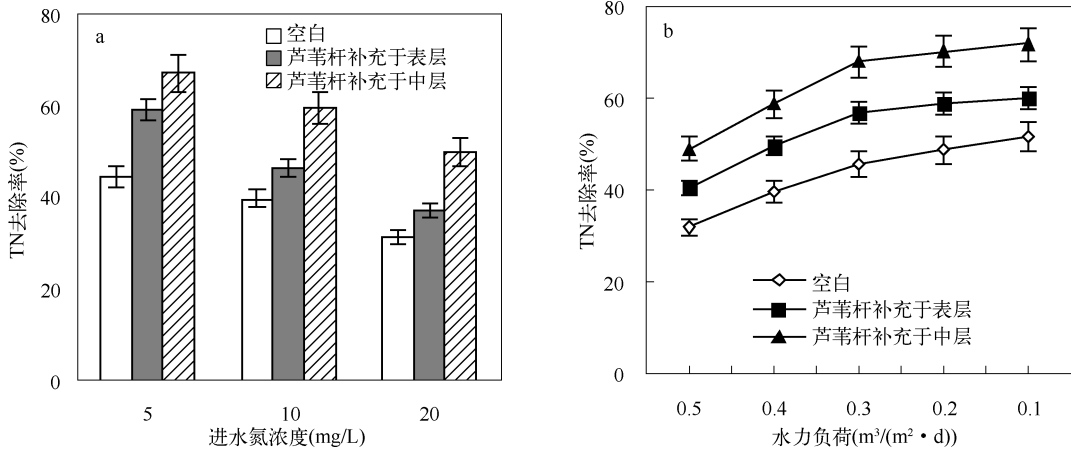 80
60
40
20
0
TN去除率(%)
a
空白
芦苇杆补充于表层
芦苇杆补充于中层
5
10
20
进水氮浓度(mg/L)
80
60
40
20
0
TN去除率(%)
b
空白
芦苇杆补充于表层
芦苇杆补充于中层
0.5
0.4
0.3
0.2
0.1
水力负荷(m³/(m²·d))